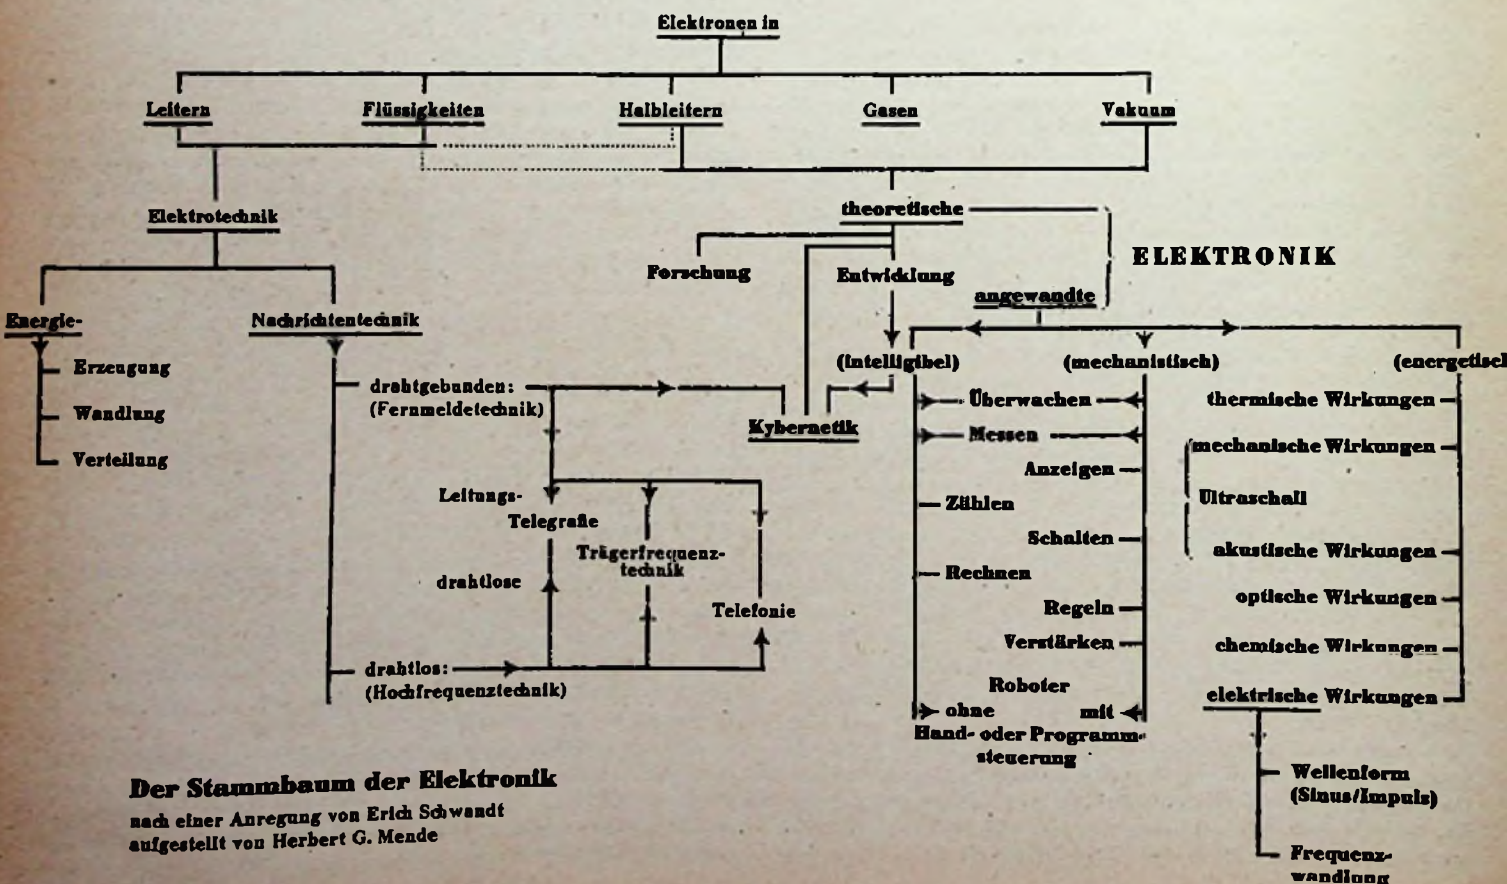 Elektronen in
Leitern
Flüssigkeiten
Halbleitern
Gasen
Vakuum
Elektrotechnik
theoretische
ELEKTRONIK
Forschung
Entwicklung
angewandte
Energie-
Nachrichtentechnik
Erzeugung
Wandlung
Verteilung
drahtgebunden:
(Fernmeldetechnik)
Kybernetik
Leitungs-
Telegrafie
Trägerfrequenz-
technik
drahtlose
Telefonie
drahtlos:
(Hochfrequenztechnik)
(intelligibel)
(mechanistisch)
(energetisch
Überwachen
Messen
Anzeigen
Zählen
Schalten
Rechnen
Regeln
Verstärken
Roboter
ohne mit
Hand- oder Programm-
steuerung
thermische Wirkungen
mechanische Wirkungen
Ultraschall
akustische Wirkungen
optische Wirkungen
chemische Wirkungen
elektrische Wirkungen
Wellenform
(Sinus/Impuls)
Frequenz-
wandlung
Der Stammbaum der Elektronik
nach einer Anregung von Erich Schwandt
aufgestellt von Herbert G. Mende